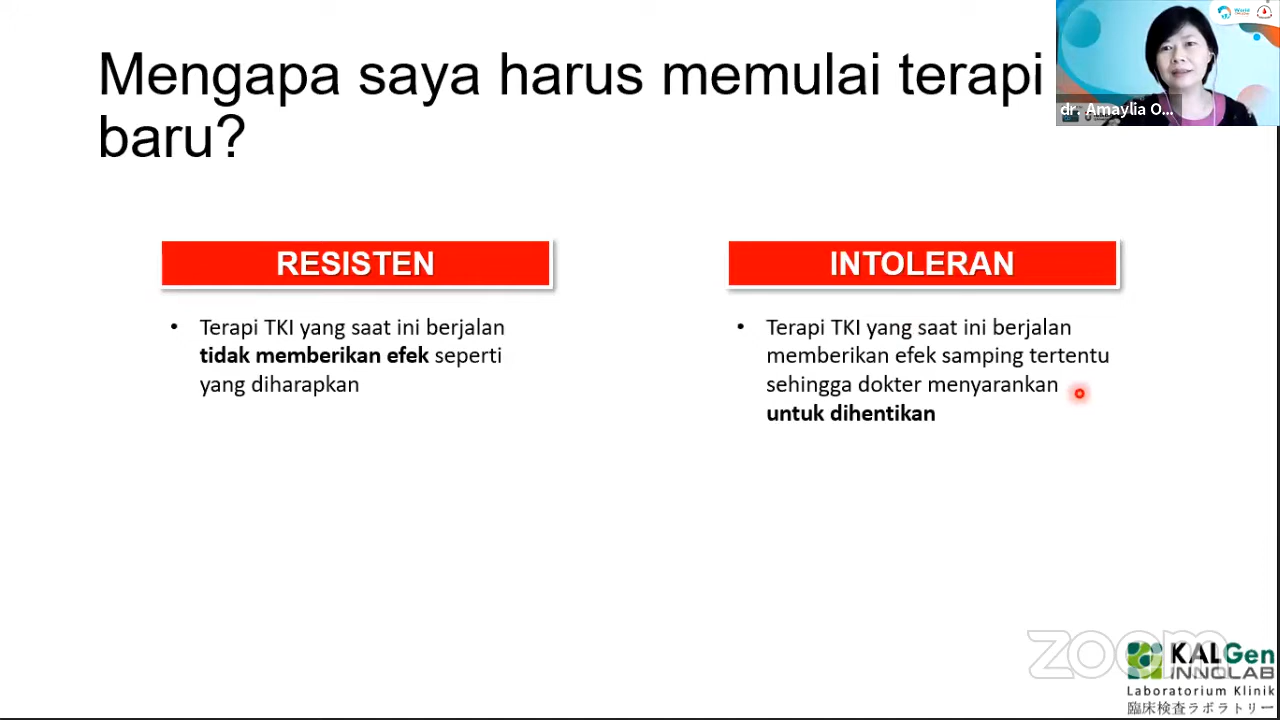 Mengapa saya harus memulai terapi
baru?
dr. Amaylia O...
RESISTEN
INTOLERAN
• Terapi TKI yang saat ini berjalan
tidak memberikan efek seperti
yang diharapkan
• Terapi TKI yang saat ini berjalan
memberikan efek samping tertentu
sehingga dokter menyarankan
untuk dihentikan
zoom
KALGen
INNOLAB
Laboratorium Klinik
臨床検査ラボラトリー